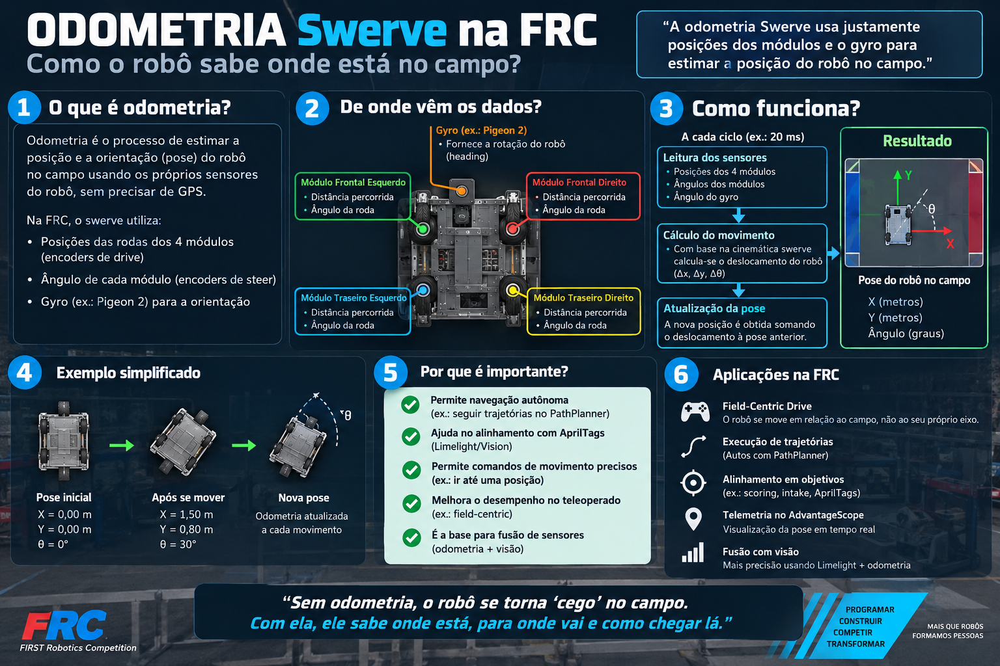 ODOMETRIA Swerve na FRC
Como o robô sabe onde está no campo?
“A odometria Swerve usa justamente
posições dos módulos e o gyro para
estimar a posição do robô no campo.”
1 O que é odometria?
Odometria é o processo de estimar a
posição e a orientação (pose) do robô
no campo usando os próprios sensores
do robô, sem precisar de GPS.
Na FRC, o swerve utiliza:
• Posições das rodas dos 4 módulos
(encoders de drive)
• Ângulo de cada módulo (encoders de steer)
• Gyro (ex.: Pigeon 2) para a orientação
2 De onde vêm os dados?
Gyro (ex.: Pigeon 2)
• Fornece a rotação do robô
(heading)
Módulo Frontal Esquerdo
• Distância percorrida
• Ângulo da roda
Módulo Frontal Direito
• Distância percorrida
• Ângulo da roda
Módulo Traseiro Esquerdo
• Distância percorrida
• Ângulo da roda
Módulo Traseiro Direito
• Distância percorrida
• Ângulo da roda
3 Como funciona?
A cada ciclo (ex.: 20 ms)
Leitura dos sensores
• Posições dos 4 módulos
• Ângulos dos módulos
• Ângulo do gyro
Cálculo do movimento
• Com base na cinemática swerve
calcula-se o deslocamento do robô
(Δx, Δy, Δθ)
Atualização da pose
A nova posição é obtida somando
o deslocamento à pose anterior.
Resultado
Y
θ
X
Pose do robô no campo
X (metros)
Y (metros)
Ângulo (graus)
4 Exemplo simplificado
θ
Pose inicial
X = 0,00 m
Y = 0,00 m
θ = 0°
Após se mover
X = 1,50 m
Y = 0,80 m
θ = 30°
Nova pose
Odometria atualizada
a cada movimento
5 Por que é importante?
Permite navegação autônoma
(ex.: seguir trajetórias no PathPlanner)
Ajuda no alinhamento com AprilTags
(Limelight/Vision)
Permite comandos de movimento precisos
(ex.: ir até uma posição)
Melhora o desempenho no teleoperado
(ex.: field-centric)
É a base para fusão de sensores
(odometria + visão)
6 Aplicações na FRC
Field-Centric Drive
O robô se move em relação ao campo, não ao seu próprio eixo.
Execução de trajetórias
(Autos com PathPlanner)
Alinhamento em objetivos
(ex.: scoring, intake, AprilTags)
Telemetria no AdvantageScope
Visualização da pose em tempo real
Fusão com visão
Mais precisão usando Limelight + odometria
FRC
FIRST Robotics Competition
“Sem odometria, o robô se torna ‘cego’ no campo.
Com ela, ele sabe onde está, para onde vai e como chegar lá.”
PROGRAMAR
CONSTRUIR
COMPETIR
TRANSFORMAR
MAIS QUE ROBÔS
FORMAMOS PESSOAS